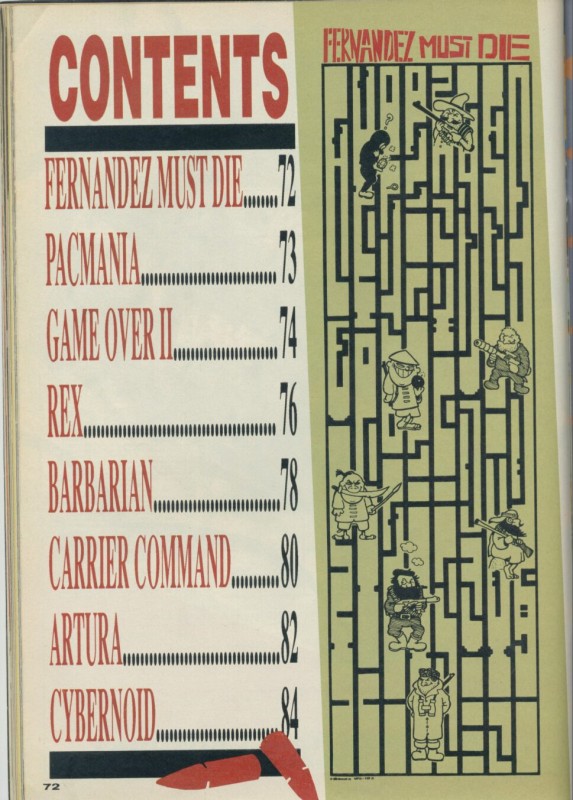 CONTENTS
FERNANDEZ MUST DIE........72
PACMANIA........................73
GAME OVER II..................74
REX..................................76
BARBARIAN......................78
CARRIER COMMAND........80
ARTURA...........................82
CYBERNOID.....................84
72
FERNANDEZ MUST DIE